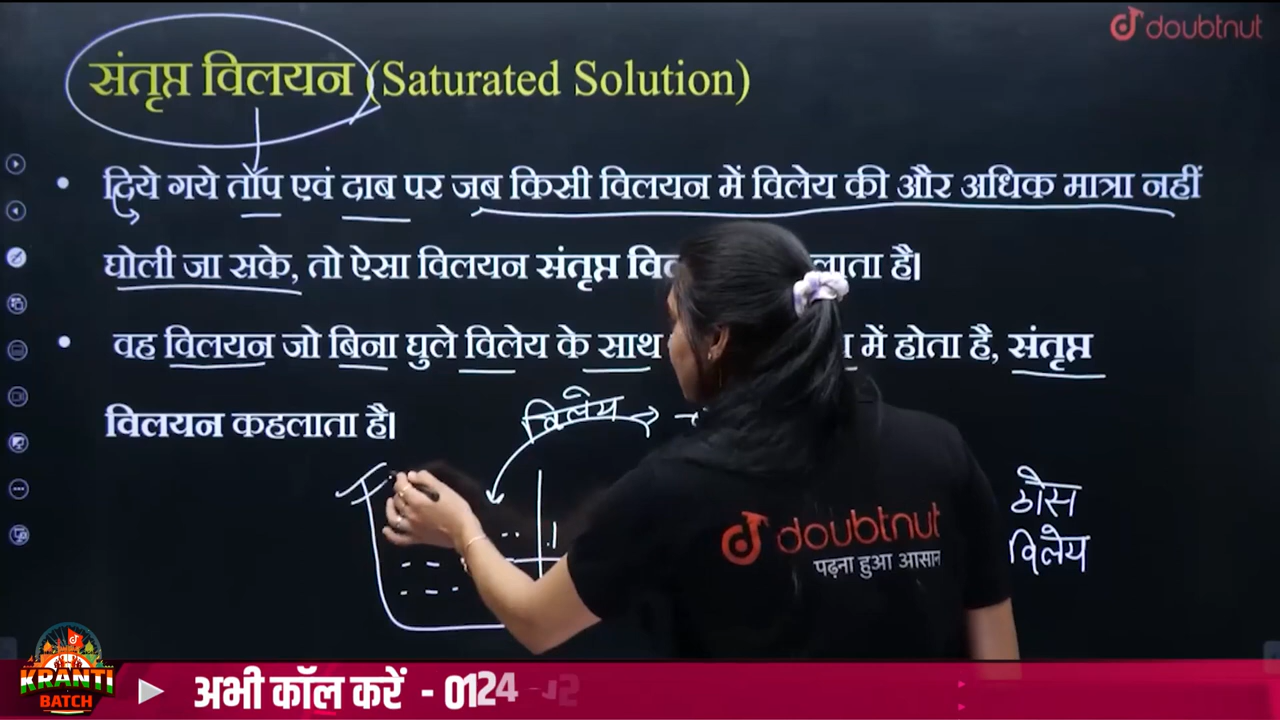 doubtnut
संतृप्त विलयन (Saturated Solution)
• दिये गये ताप एवं दाब पर जब किसी विलयन में विलेय की और अधिक मात्रा नहीं
घोली जा सके, तो ऐसा विलयन संतृप्त है।
• वह विलयन जो बिना घुले विलेय के साथ में होता है, संतृप्त
विलयन कहलाता है।
विलेय
ठोस
विलेय
doubtnut
पढ़ना हुआ आसान
KRANTI
BATCH
अभी कॉल करें - 0124